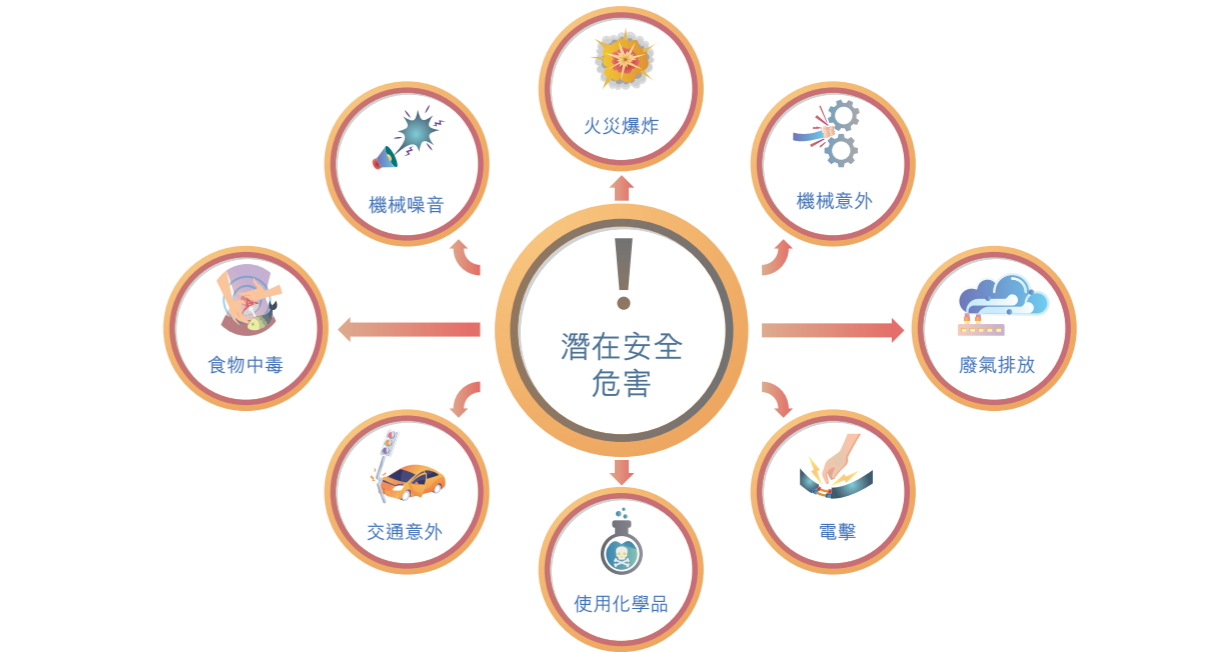 火災爆炸
機械噪音
機械意外
潛在安全
危害
食物中毒
廢氣排放
交通意外
電擊
使用化學品